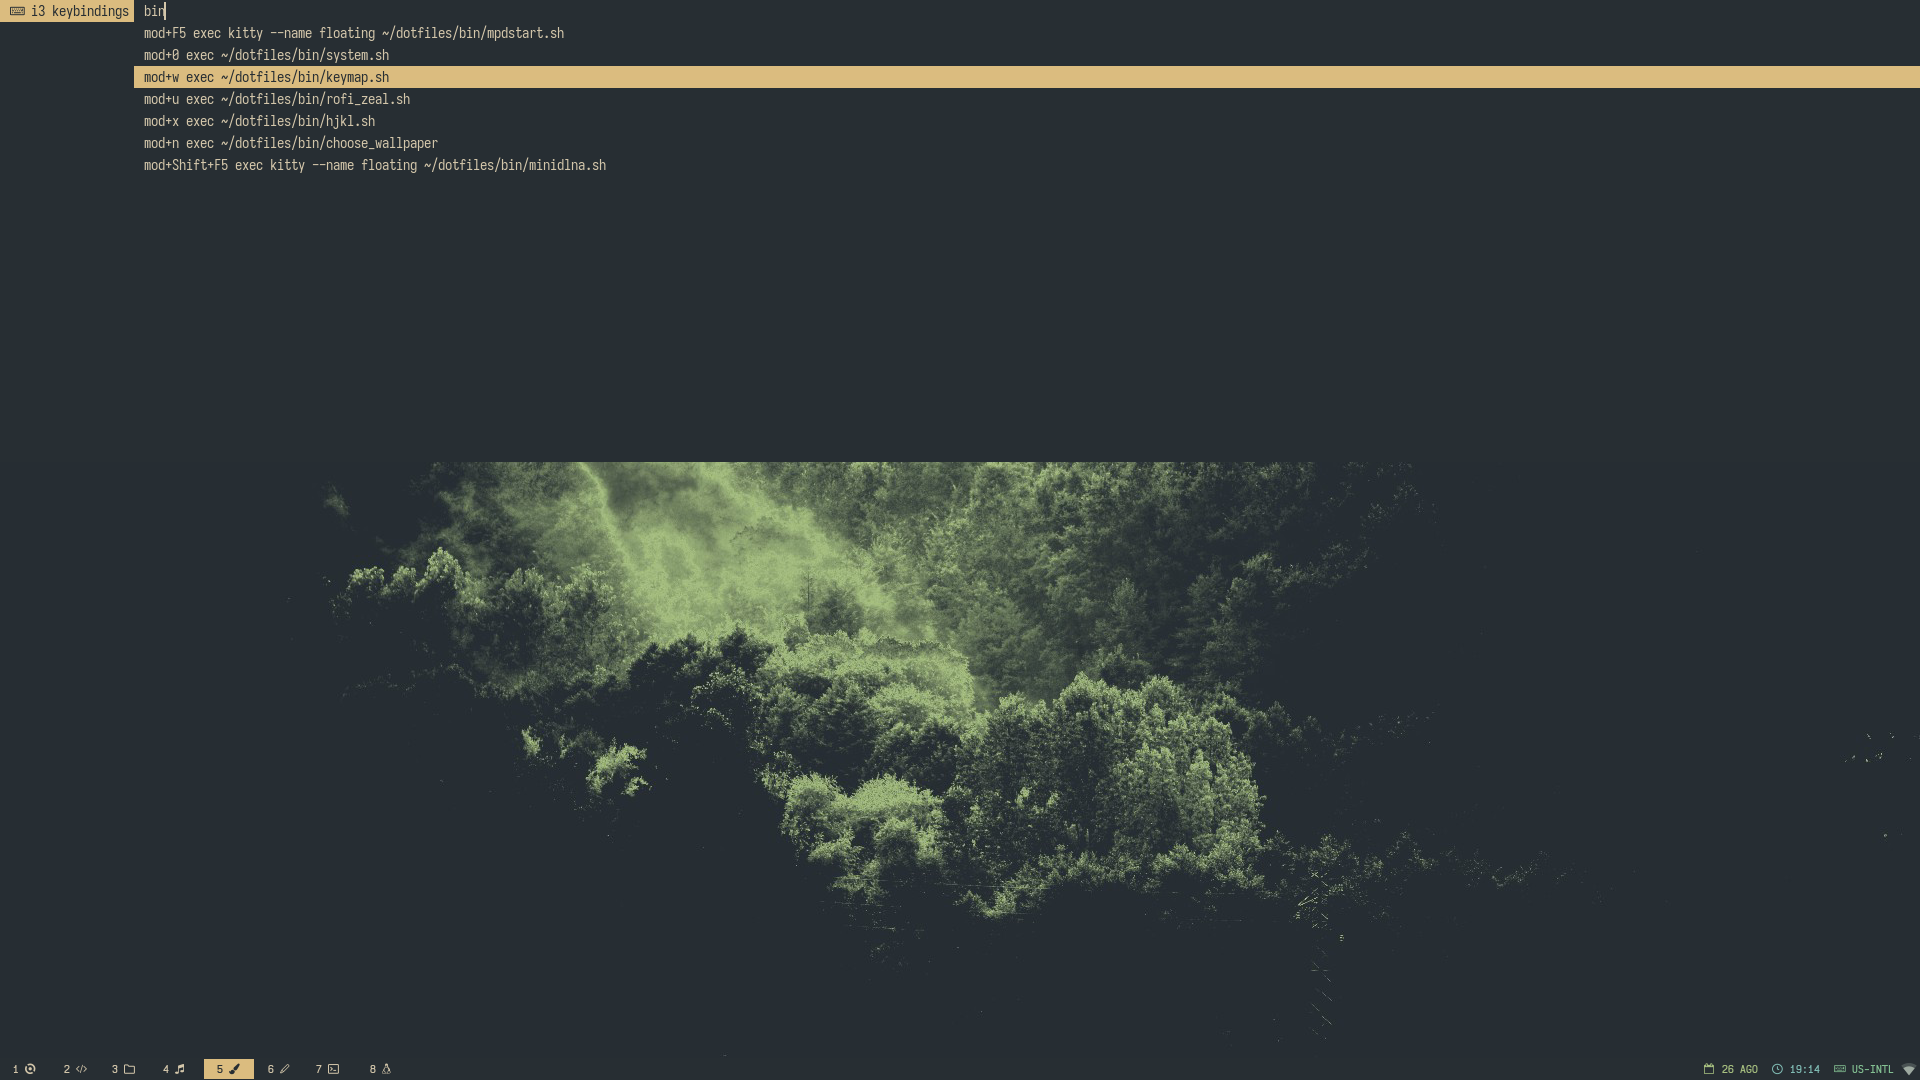 i3 keybindings bin
mod+F5 exec kitty --name floating ~/dotfiles/bin/mpdstart.sh
mod+0 exec ~/dotfiles/bin/system.sh
mod+w exec ~/dotfiles/bin/keymap.sh
mod+u exec ~/dotfiles/bin/rofi_zeal.sh
mod+x exec ~/dotfiles/bin/hjkl.sh
mod+n exec ~/dotfiles/bin/choose_wallpaper
mod+Shift+F5 exec kitty --name floating ~/dotfiles/bin/minidlna.sh
1 2 3 4 5 6 7 8 26 AGO 19:14 US-INTL